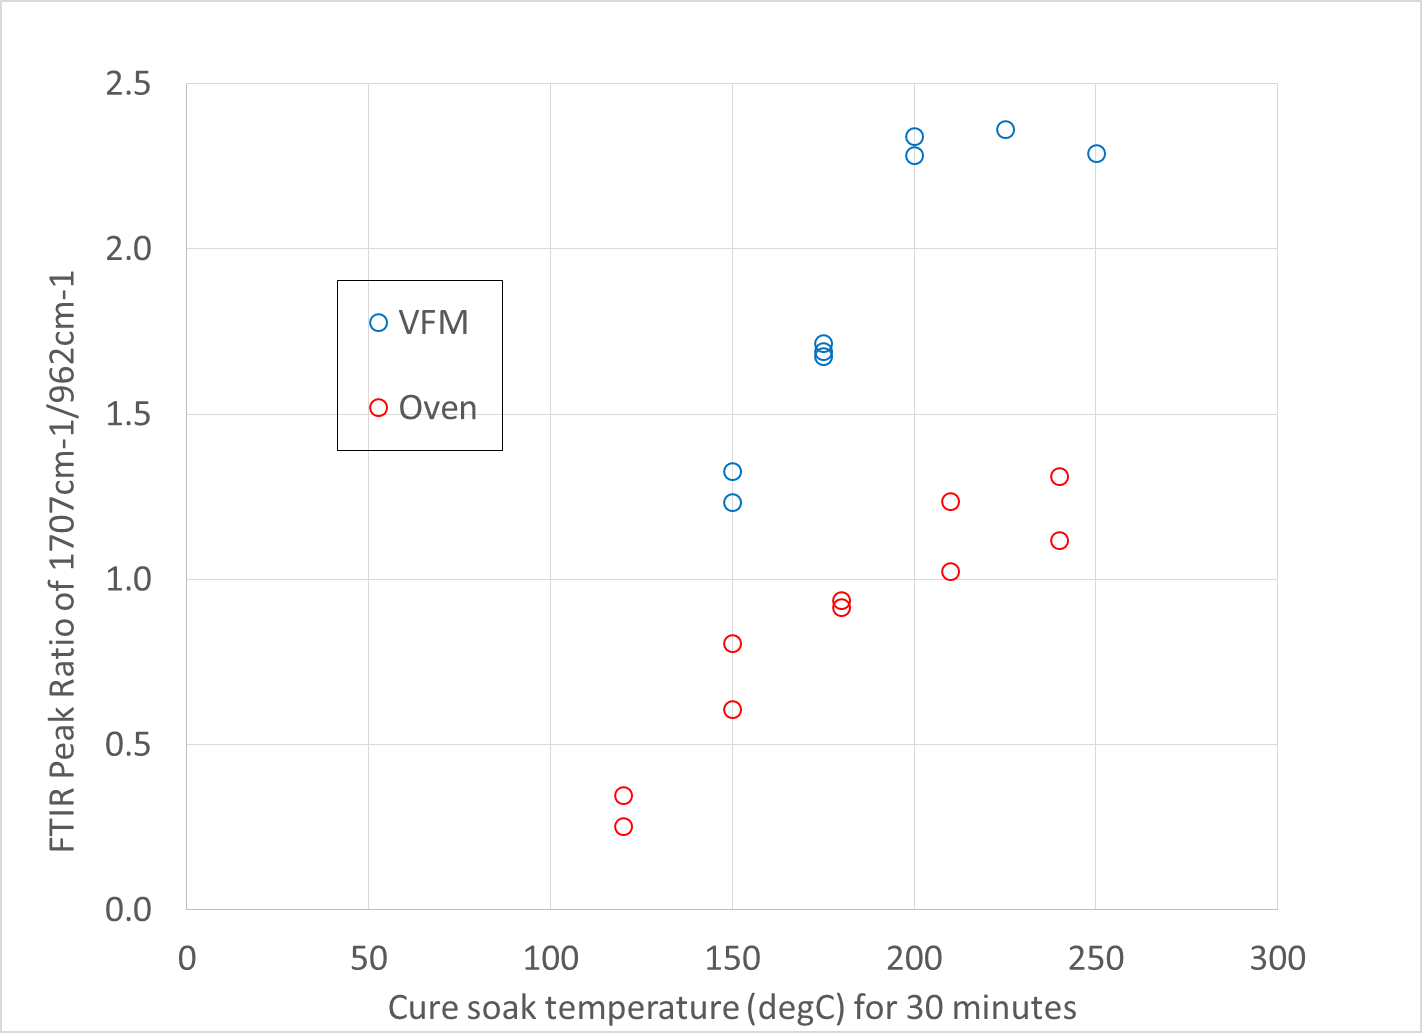 2.5
2.0
1.5
1.0
0.5
0.0
FTIR Peak Ratio of 1707cm-1/962cm-1
VFM
Oven
0 50 100 150 200 250 300
Cure soak temperature (degC) for 30 minutes